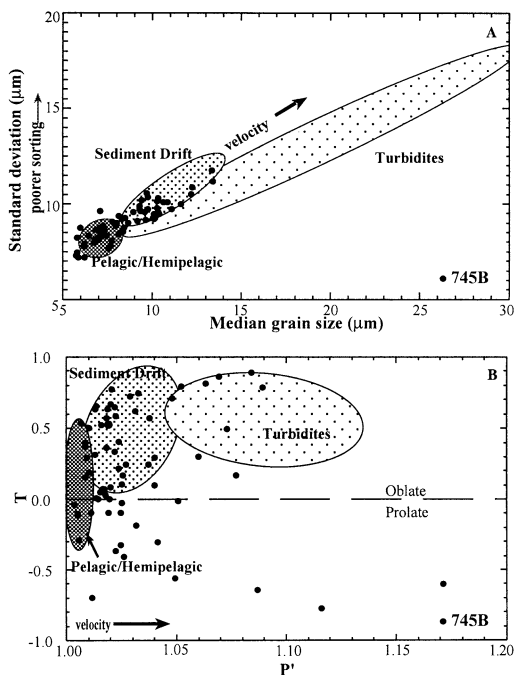 A
20
15
10
5
Standard deviation (µm)
poorer sorting
velocity
Sediment Drift
Turbidites
Pelagic/Hemipelagic
745B
5 10 15 20 25 30
Median grain size (µm)
B
1.0
0.5
0.0
-0.5
-1.0
T
Sediment Drift
Turbidites
Oblate
Prolate
Pelagic/Hemipelagic
velocity
745B
1.00 1.05 1.10 1.15 1.20
P'